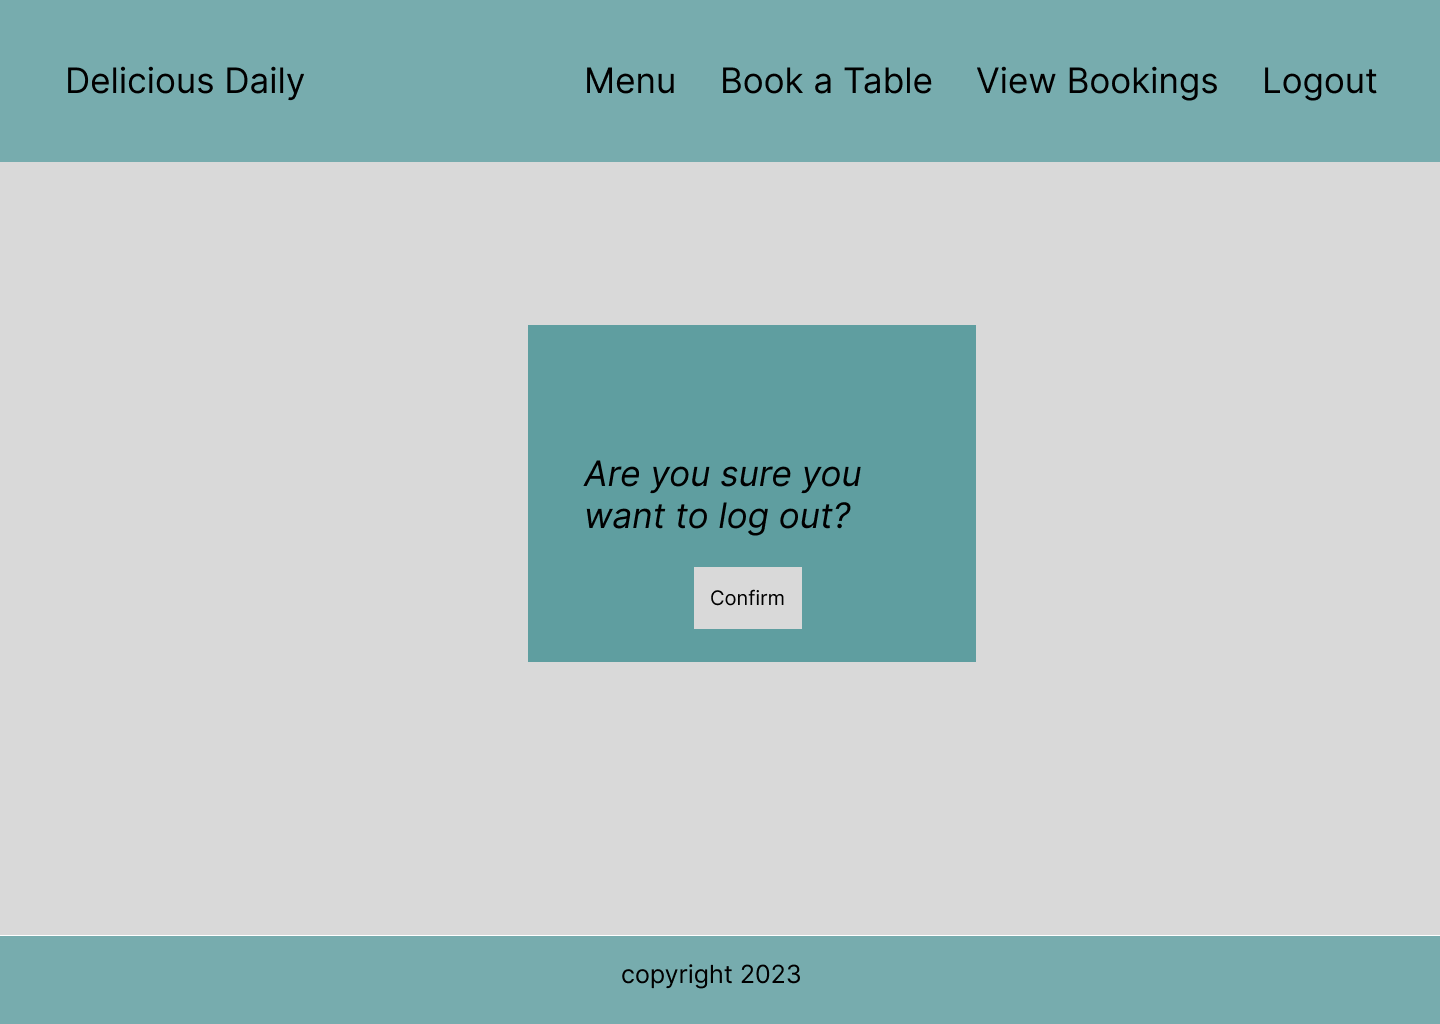 Delicious Daily Menu Book a Table View Bookings Logout
Are you sure you
want to log out?
Confirm
copyright 2023